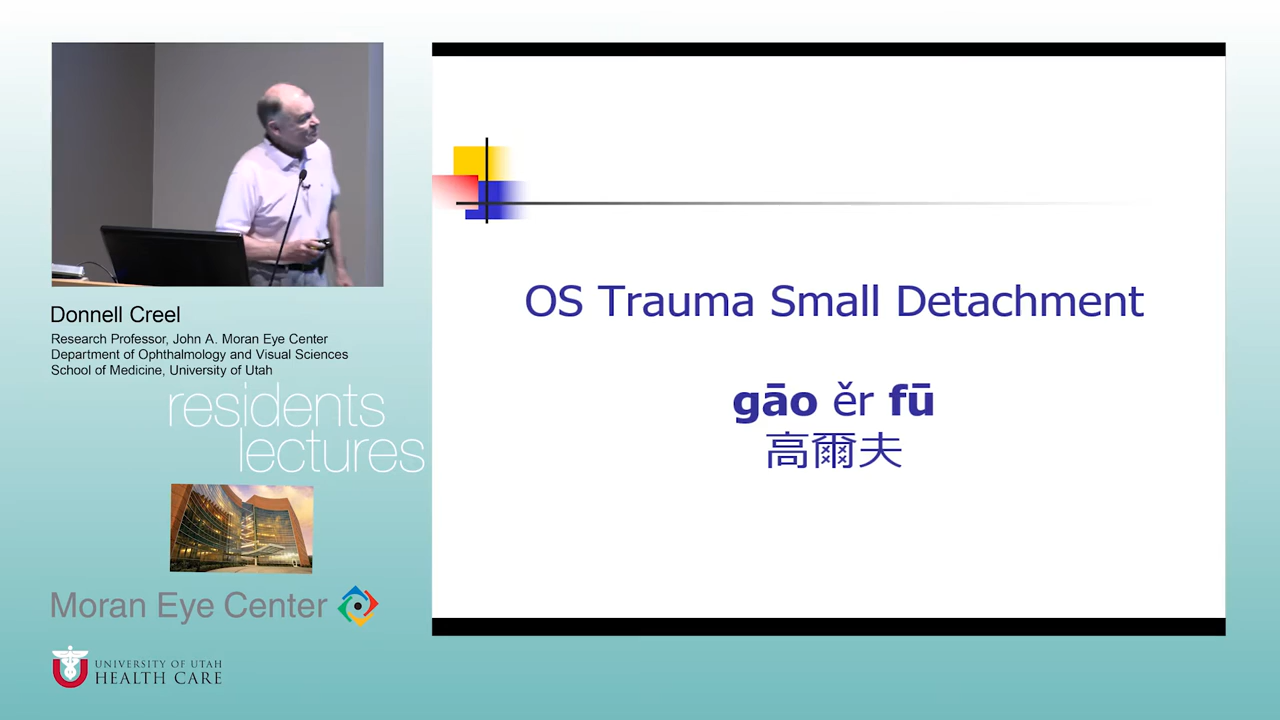 Donnell Creel
Research Professor, John A. Moran Eye Center
Department of Ophthalmology and Visual Sciences
School of Medicine, University of Utah
residents
lectures
Moran Eye Center
UNIVERSITY OF UTAH
HEALTH CARE
OS Trauma Small Detachment
gāo ěr fū
高爾夫